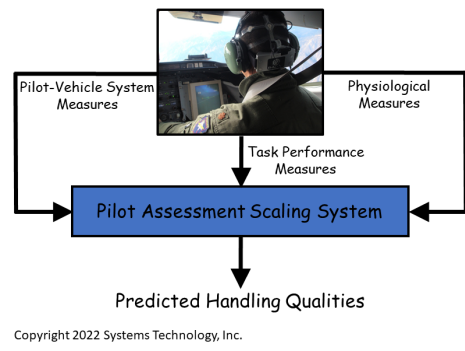 Pilot-Vehicle System
Measures
Physiological
Measures
Task Performance
Measures
Pilot Assessment Scaling System
Predicted Handling Qualities
Copyright 2022 Systems Technology, Inc.